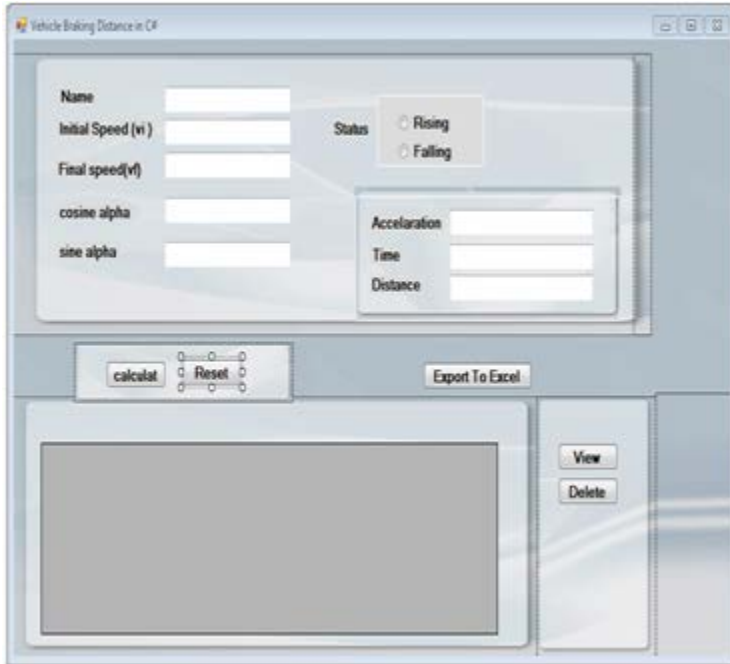 Vehicle Braking Distance in C#
Name
Initial Speed (vi )
Final speed(vf)
cosine alpha
sine alpha
Status
Rising
Falling
Accelaration
Time
Distance
calculat
Reset
Export To Excel
View
Delete